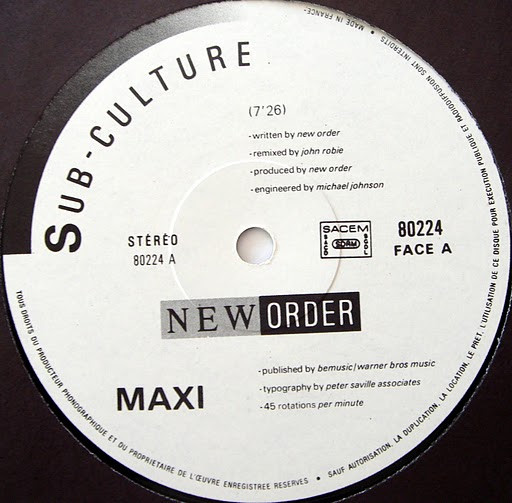 SUB-CULTURE
(7'26)
-written by new order
-remixed by john robie
-produced by new order
-engineered by michael johnson
STÉRÉO
80224 A
SACEM
SACD
SDRM
SGDL
80224
FACE A
NEW ORDER
MAXI
-published by bemusic/warner bros music
-typography by peter saville associates
-45 rotations per minute
TOUS DROITS DU PRODUCTEUR PHONOGRAPHIQUE ET DU PROPRIETAIRE DE L'ŒUVRE ENREGISTREE RESERVES • SAUF AUTORISATION, LA DUPLICATION, LA LOCATION, LE PRET, L'UTILISATION DE CE DISQUE POUR EXECUTION PUBLIQUE ET RADIODIFFUSION SONT INTERDITS • MADE IN FRANCE-